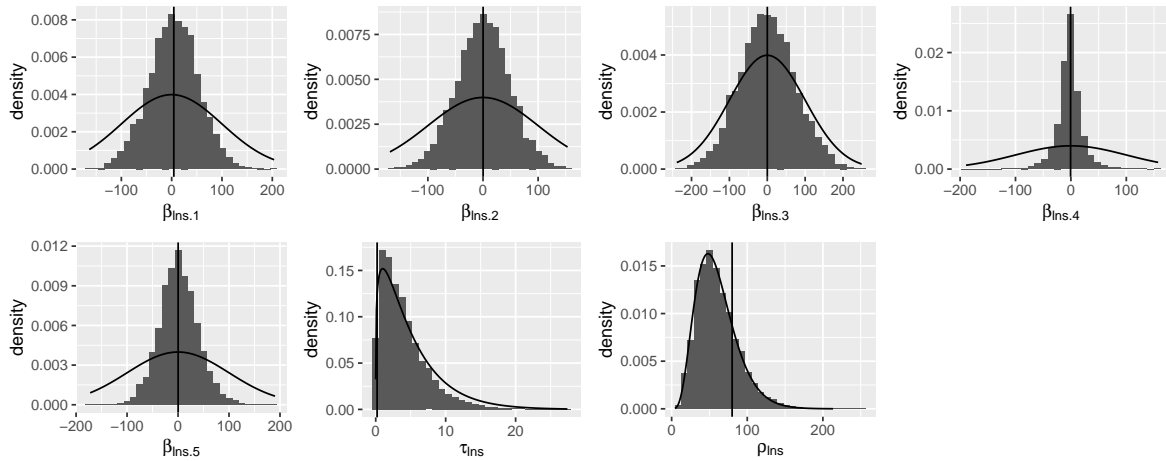 0.008
0.006
0.004
0.002
0.000
density
-100 0 100 200
βlns.1
0.0075
0.0050
0.0025
0.0000
density
-100 0 100
βlns.2
0.004
0.002
0.000
density
-200 -100 0 100 200
βlns.3
0.02
0.01
0.00
density
-200 -100 0 100
βlns.4
0.012
0.009
0.006
0.003
0.000
density
-200 -100 0 100 200
βlns.5
0.15
0.10
0.05
0.00
density
0 10 20
τlns
0.015
0.010
0.005
0.000
density
0 100 200
ρlns